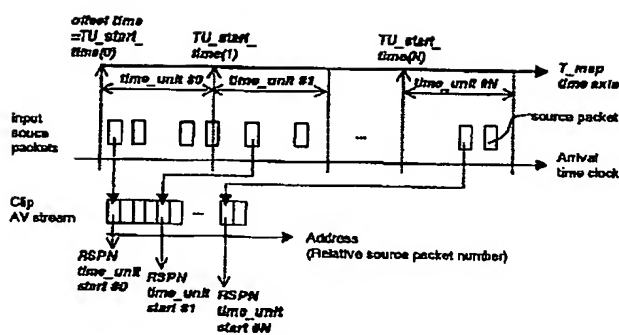 offset time
=TU_start_
time(0)
TU_start_
time(1)
TU_start_
time(N)
T_map
time axis
time_unit #0
time_unit #1
time_unit #N
input
souce
packets
...
source packet
Arrival
time clock
Clip
AV stream
...
Address
(Relative source packet number)
RSPN
time_unit
start #0
RSPN
time_unit
start #1
RSPN
time_unit
start #N